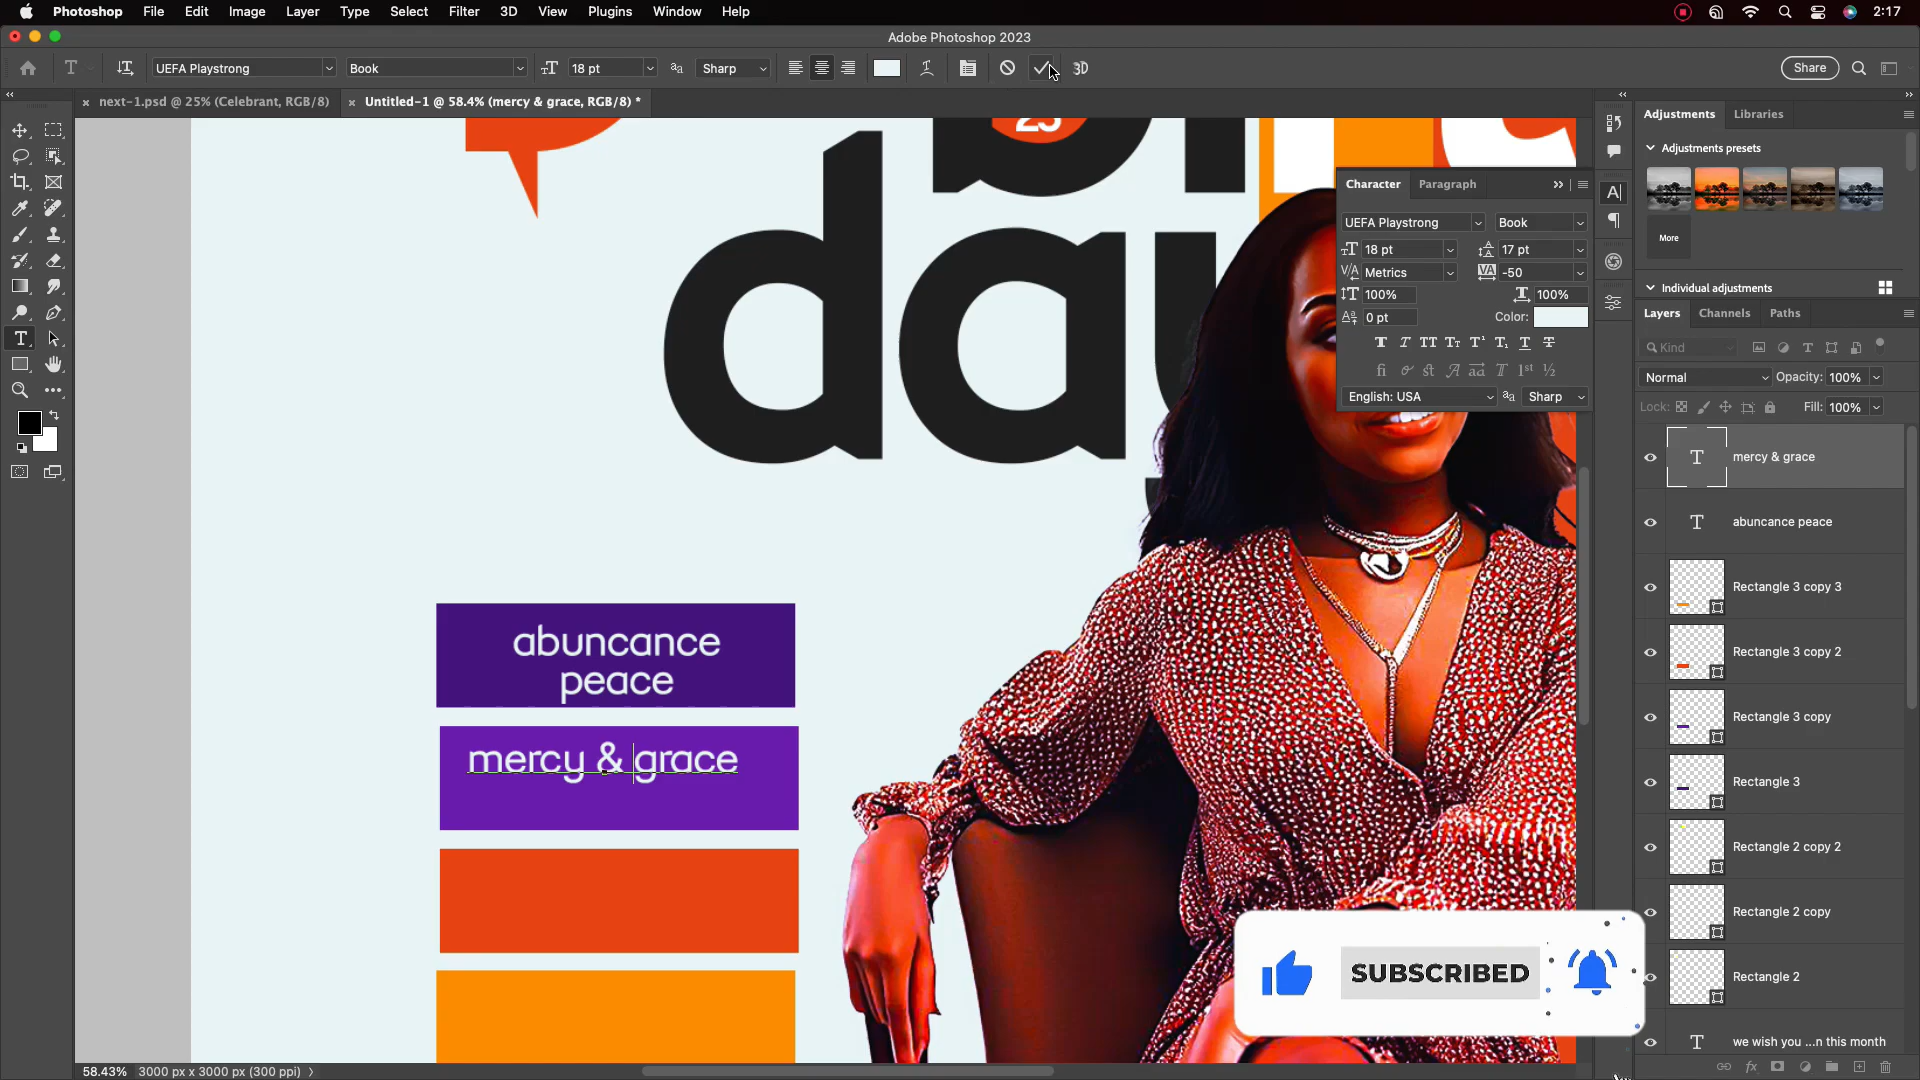 Photoshop File Edit Image Layer Type Select Filter 3D View Plugins Window Help 2:17
Adobe Photoshop 2023
UEFA Playstrong Book 18 pt Sharp 3D Share
next-1.psd @ 25% (Celebrant, RGB/8) Untitled-1 @ 58.4% (mercy & grace, RGB/8) *
Adjustments Libraries
Adjustments presets
More
Individual adjustments
Character Paragraph
UEFA Playstrong Book
18 pt 17 pt
Metrics -50
100% 100%
0 pt Color:
English: USA Sharp
Layers Channels Paths
Kind
Normal Opacity: 100%
Lock: Fill: 100%
mercy & grace
abuncance peace
Rectangle 3 copy 3
Rectangle 3 copy 2
Rectangle 3 copy
Rectangle 3
Rectangle 2 copy 2
Rectangle 2 copy
Rectangle 2
we wish you ...n this month
25
day
abuncance
peace
mercy & grace
SUBSCRIBED
58.43% 3000 px x 3000 px (300 ppi)